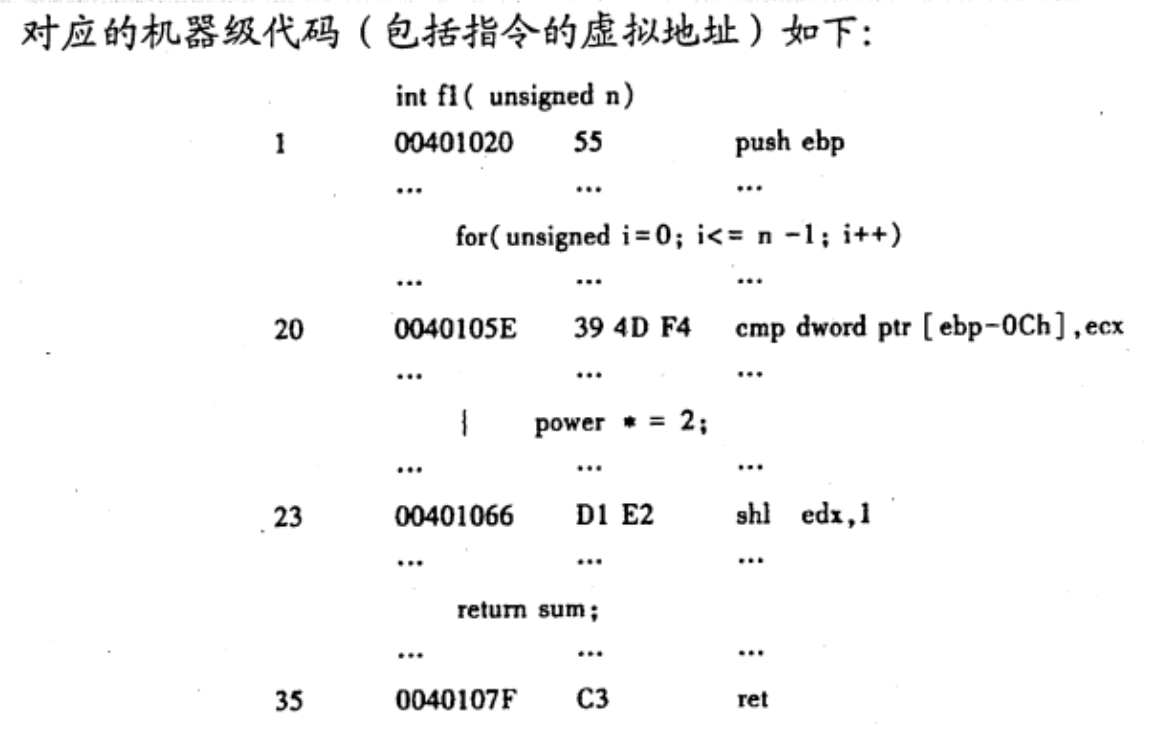 对应的机器级代码（包括指令的虚拟地址）如下：
int f1( unsigned n)
1 00401020 55 push ebp
... ... ...
for(unsigned i=0; i<= n -1; i++)
... ... ...
20 0040105E 39 4D F4 cmp dword ptr [ebp-0Ch],ecx
... ... ...
{ power * = 2;
... ... ...
23 00401066 D1 E2 shl edx,1
... ... ...
return sum;
... ... ...
35 0040107F C3 ret